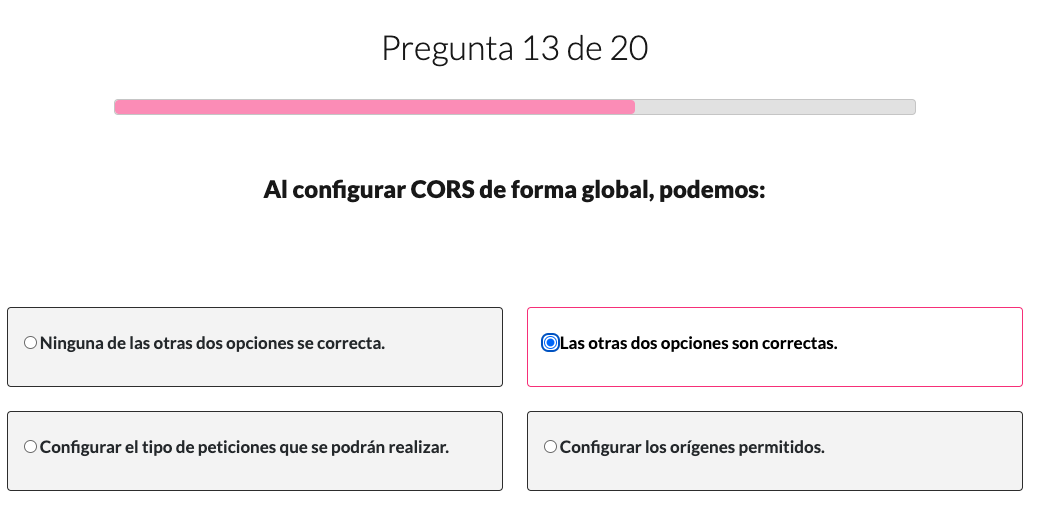 Pregunta 13 de 20
Al configurar CORS de forma global, podemos:
Ninguna de las otras dos opciones se correcta.
Las otras dos opciones son correctas.
Configurar el tipo de peticiones que se podrán realizar.
Configurar los orígenes permitidos.